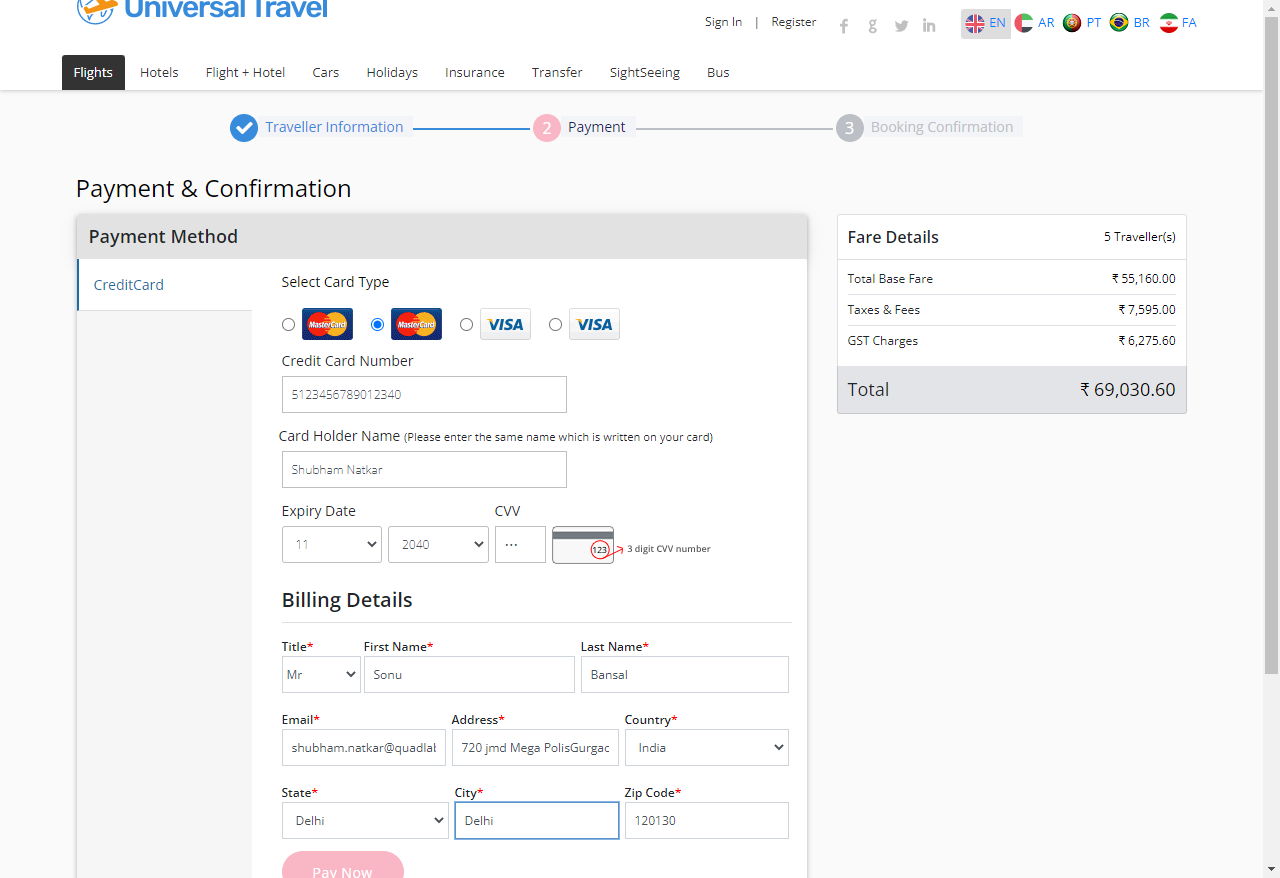 Universal Travel
Sign In | Register
EN AR PT BR FA
Flights Hotels Flight + Hotel Cars Holidays Insurance Transfer SightSeeing Bus
Traveller Information 2 Payment 3 Booking Confirmation
Payment & Confirmation
Payment Method
CreditCard
Select Card Type
MasterCard MasterCard VISA VISA
Credit Card Number
5123456789012340
Card Holder Name (Please enter the same name which is written on your card)
Shubham Natkar
Expiry Date CVV
11 2040 ··· 123 3 digit CVV number
Billing Details
Title* First Name* Last Name*
Mr Sonu Bansal
Email* Address* Country*
shubham.natkar@quadlab 720 jmd Mega PolisGurgac India
State* City* Zip Code*
Delhi Delhi 120130
Pay Now
Fare Details 5 Traveller(s)
Total Base Fare ₹ 55,160.00
Taxes & Fees ₹ 7,595.00
GST Charges ₹ 6,275.60
Total ₹ 69,030.60